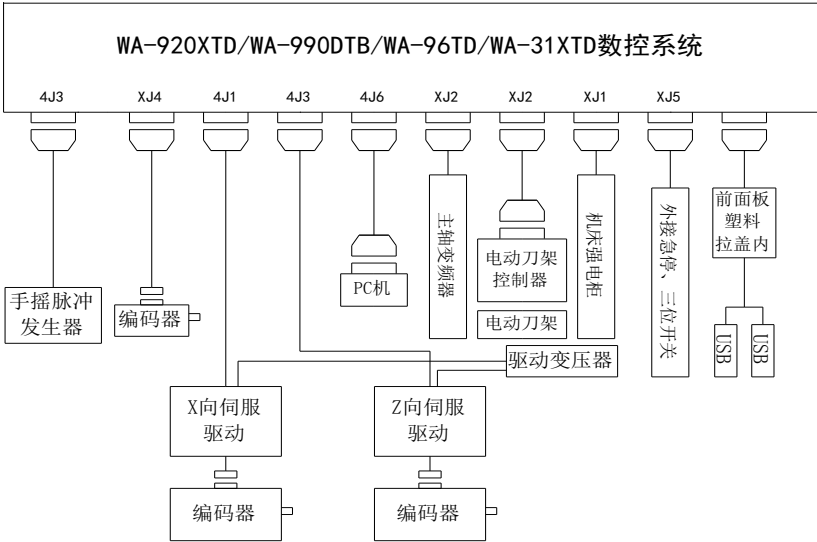 WA-920XTD/WA-990DTB/WA-96TD/WA-31XTD数控系统
4J3
XJ4
4J1
4J3
4J6
XJ2
XJ2
XJ1
XJ5
手摇脉冲
发生器
编码器
PC机
主轴变频器
电动刀架
控制器
电动刀架
机床强电柜
外接急停、三位开关
前面板
塑料
拉盖内
USB
USB
驱动变压器
X向伺服
驱动
Z向伺服
驱动
编码器
编码器